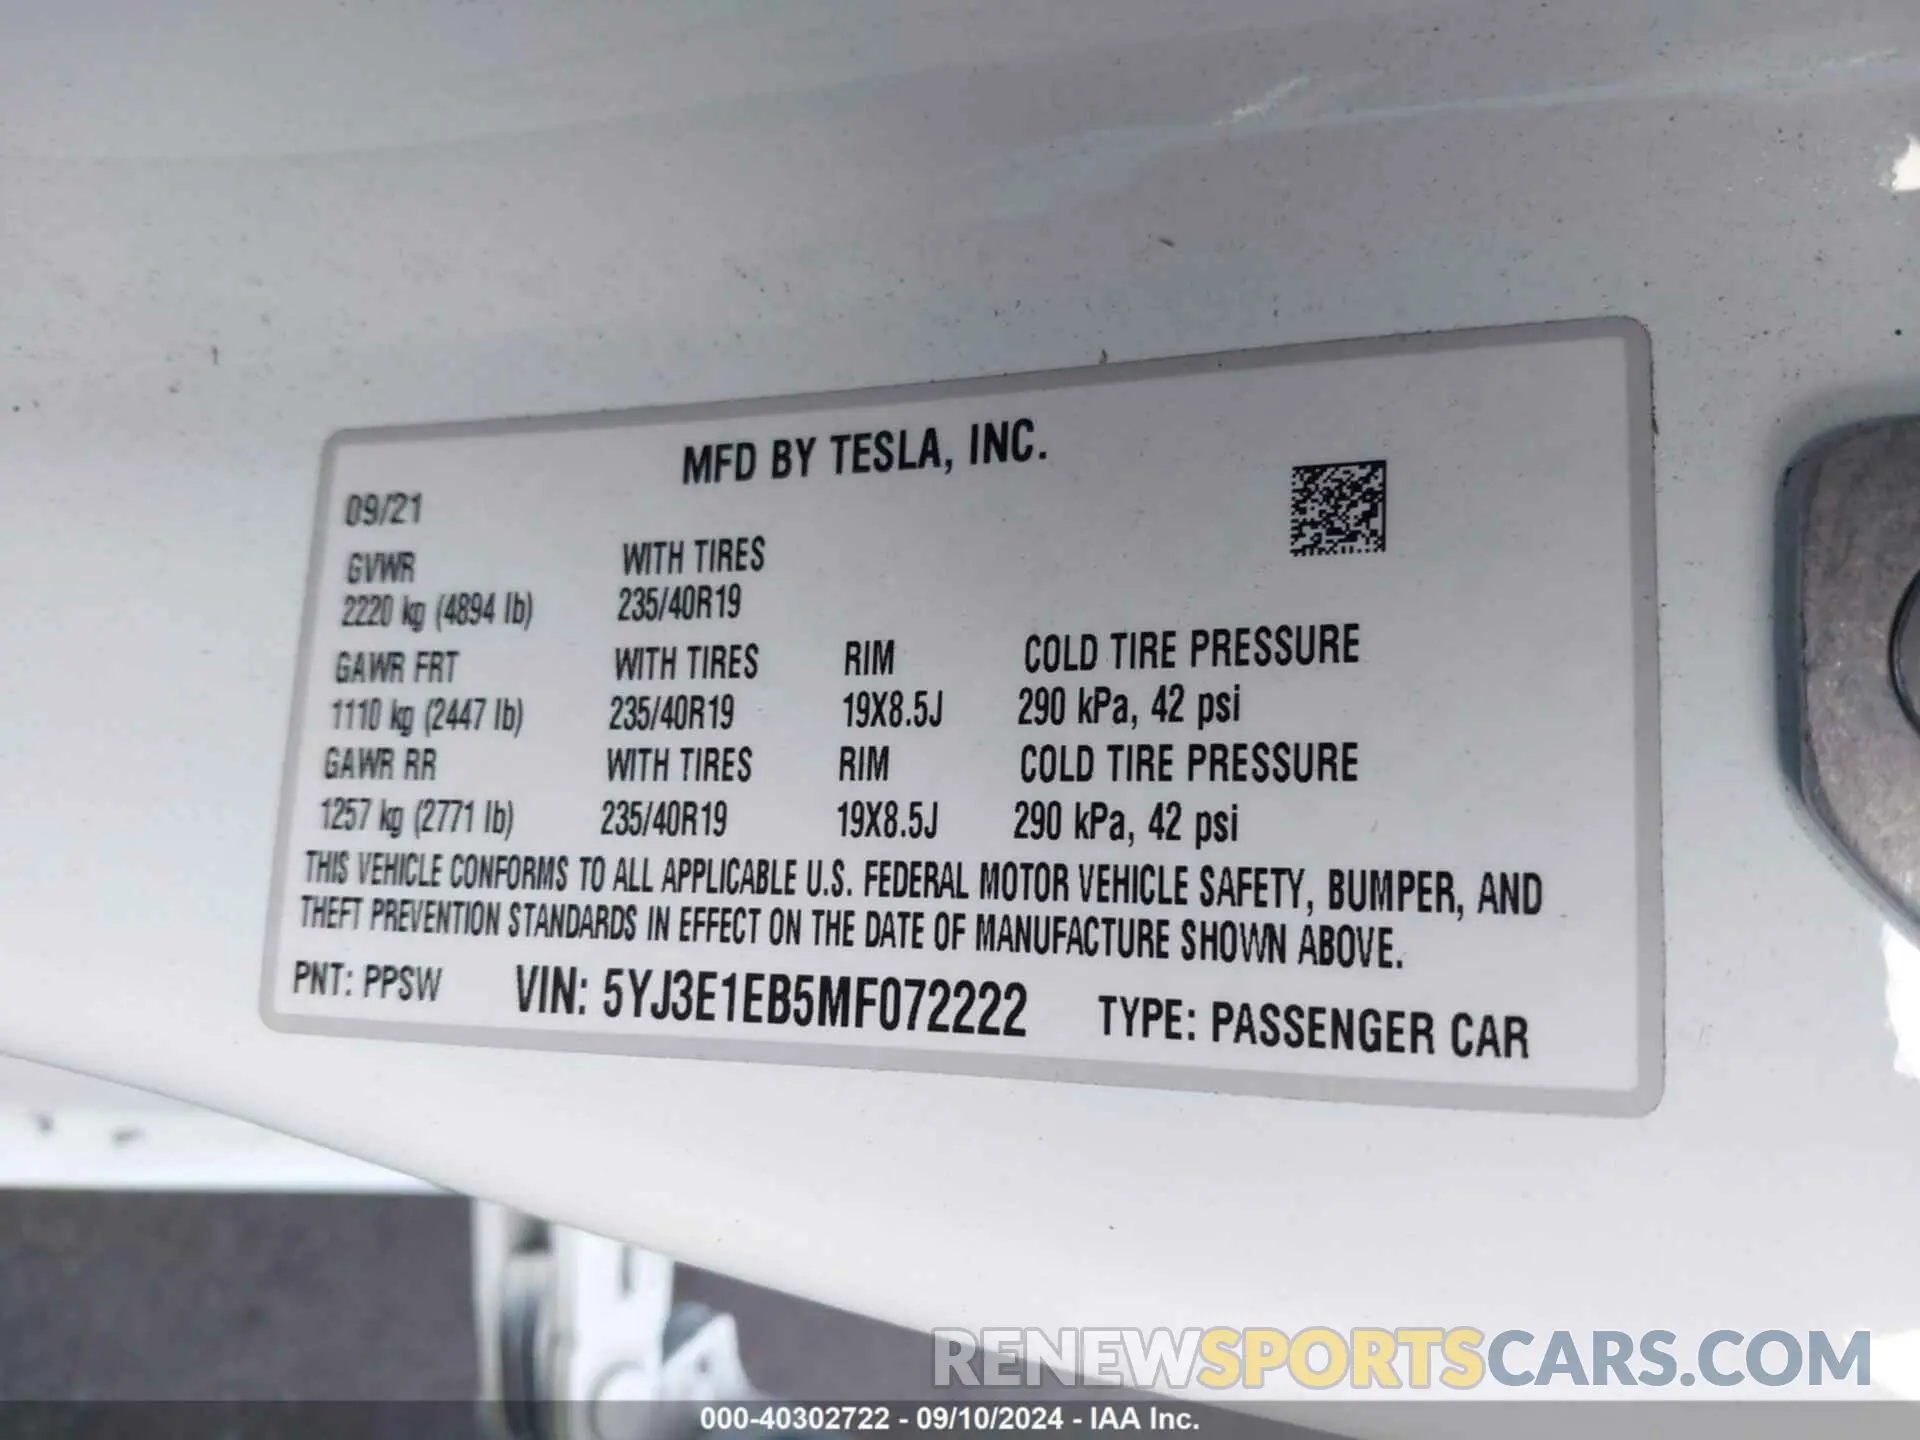 MFD BY TESLA, INC.
09/21
GVWR WITH TIRES
2220 kg (4894 lb) 235/40R19
GAWR FRT WITH TIRES RIM COLD TIRE PRESSURE
1110 kg (2447 lb) 235/40R19 19X8.5J 290 kPa, 42 psi
GAWR RR WITH TIRES RIM COLD TIRE PRESSURE
1257 kg (2771 lb) 235/40R19 19X8.5J 290 kPa, 42 psi
THIS VEHICLE CONFORMS TO ALL APPLICABLE U.S. FEDERAL MOTOR VEHICLE SAFETY, BUMPER, AND
THEFT PREVENTION STANDARDS IN EFFECT ON THE DATE OF MANUFACTURE SHOWN ABOVE.
PNT: PPSW VIN: 5YJ3E1EB5MF072222 TYPE: PASSENGER CAR
RENEWSPORTSCARS.COM
000-40302722 - 09/10/2024 - IAA Inc.